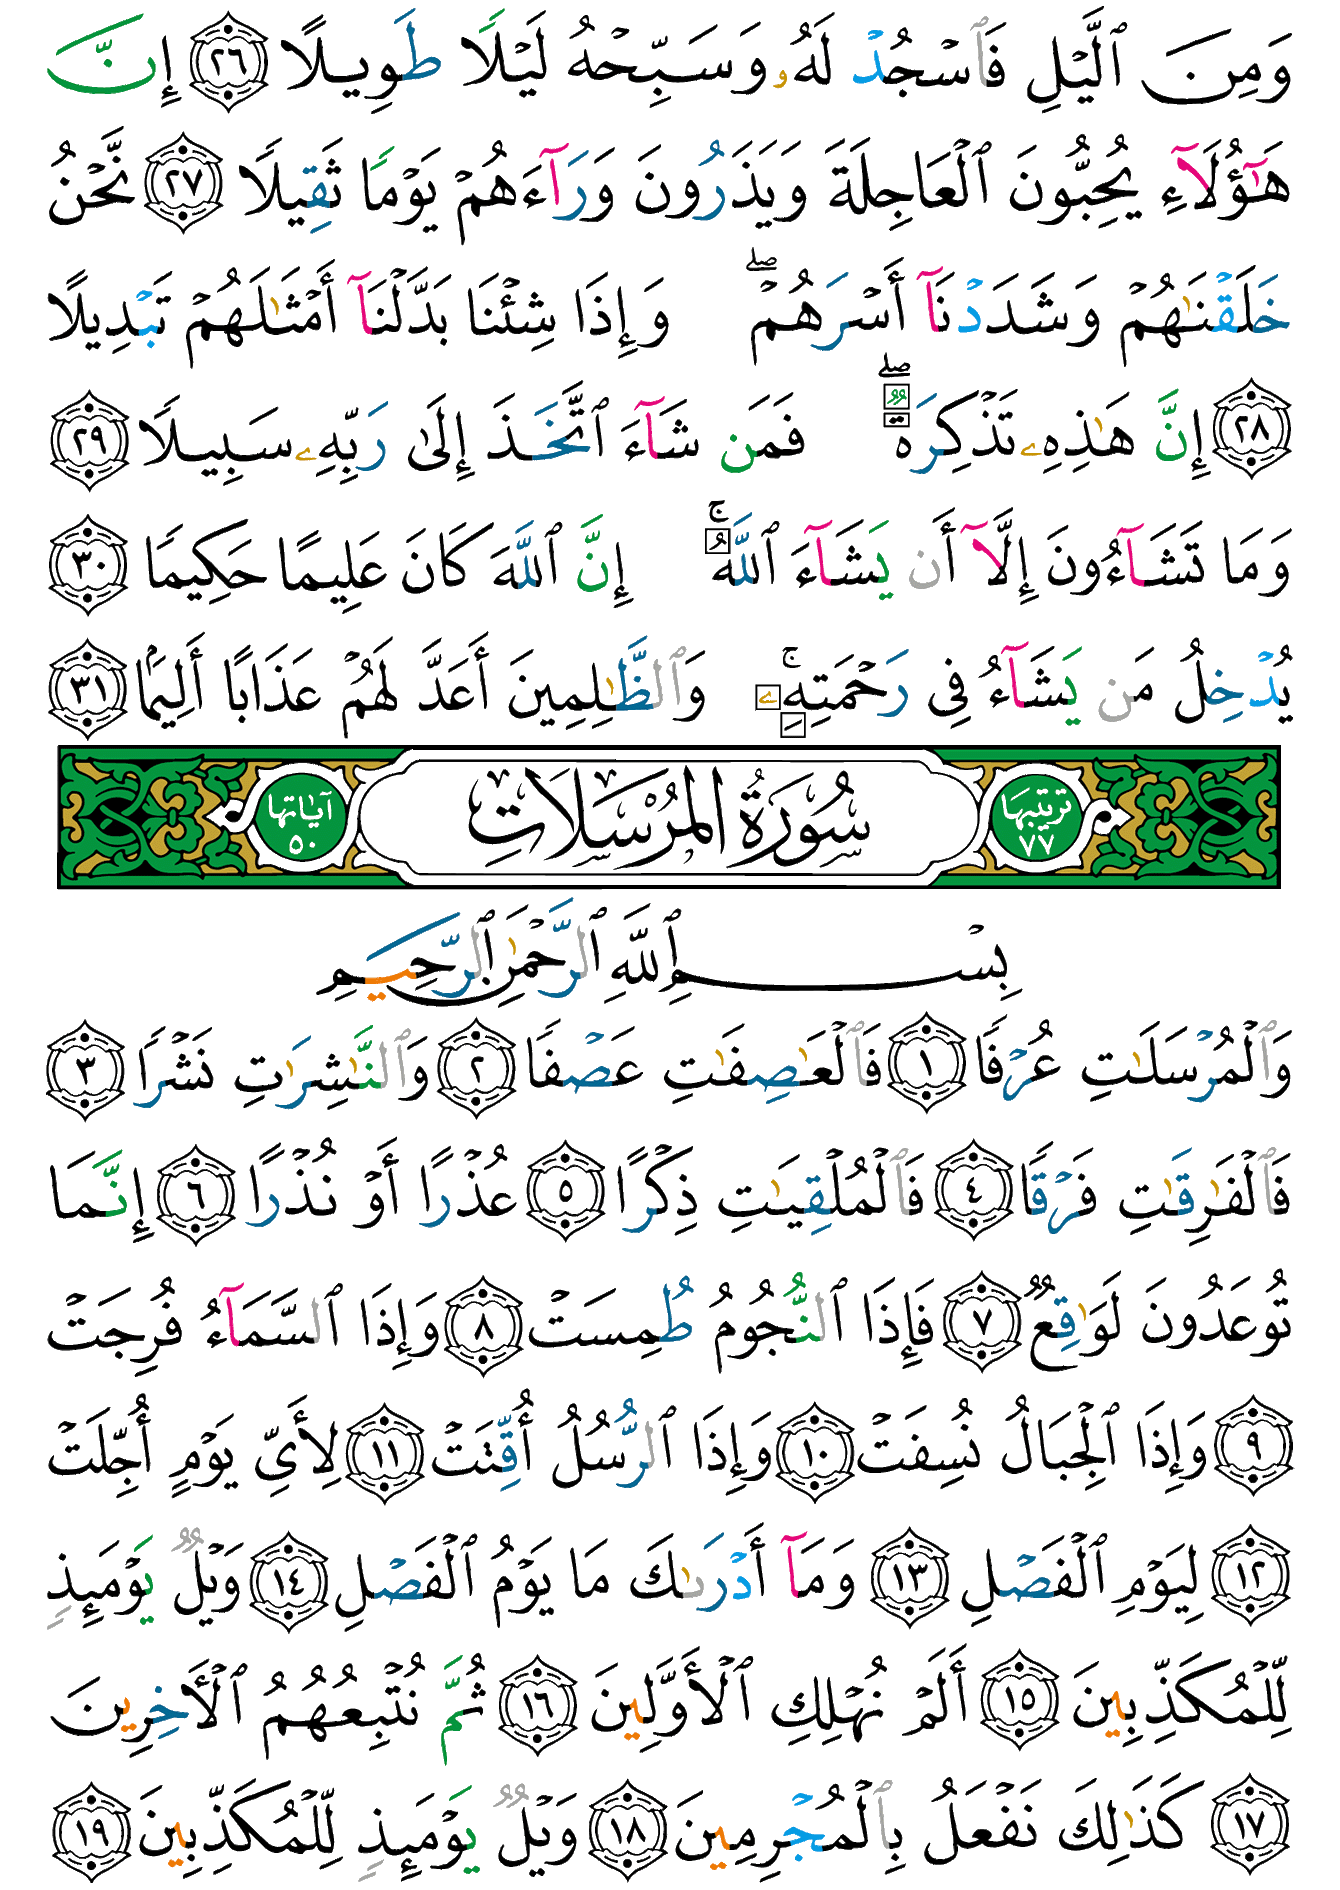 وَمِنَ ٱلَّيْلِ فَٱسْجُدْ لَهُۥ وَسَبِّحْهُ لَيْلًا طَوِيلًا ٢٦ إِنَّ
هَٰٓؤُلَآءِ يُحِبُّونَ ٱلْعَاجِلَةَ وَيَذَرُونَ وَرَآءَهُمْ يَوْمًا ثَقِيلًا ٢٧ نَّحْنُ
خَلَقْنَٰهُمْ وَشَدَدْنَآ أَسْرَهُمْ ۖ وَإِذَا شِئْنَا بَدَّلْنَآ أَمْثَٰلَهُمْ تَبْدِيلًا
٢٨ إِنَّ هَٰذِهِۦ تَذْكِرَةٌ ۖ فَمَن شَآءَ ٱتَّخَذَ إِلَىٰ رَبِّهِۦ سَبِيلًا ٢٩
وَمَا تَشَآءُونَ إِلَّآ أَن يَشَآءَ ٱللَّهُ ۚ إِنَّ ٱللَّهَ كَانَ عَلِيمًا حَكِيمًا ٣٠
يُدْخِلُ مَن يَشَآءُ فِى رَحْمَتِهِۦ ۚ وَٱلظَّٰلِمِينَ أَعَدَّ لَهُمْ عَذَابًا أَلِيمًۢا ٣١
ترتيبها ٧٧ سُورَةُ المُرْسَلَاتِ آياتها ٥٠
بِسْمِ ٱللَّهِ ٱلرَّحْمَٰنِ ٱلرَّحِيمِ
وَٱلْمُرْسَلَٰتِ عُرْفًا ١ فَٱلْعَٰصِفَٰتِ عَصْفًا ٢ وَٱلنَّٰشِرَٰتِ نَشْرًا ٣
فَٱلْفَٰرِقَٰتِ فَرْقًا ٤ فَٱلْمُلْقِيَٰتِ ذِكْرًا ٥ عُذْرًا أَوْ نُذْرًا ٦ إِنَّمَا
تُوعَدُونَ لَوَٰقِعٌ ٧ فَإِذَا ٱلنُّجُومُ طُمِسَتْ ٨ وَإِذَا ٱلسَّمَآءُ فُرِجَتْ
٩ وَإِذَا ٱلْجِبَالُ نُسِفَتْ ١٠ وَإِذَا ٱلرُّسُلُ أُقِّتَتْ ١١ لِأَىِّ يَوْمٍ أُجِّلَتْ
١٢ لِيَوْمِ ٱلْفَصْلِ ١٣ وَمَآ أَدْرَىٰكَ مَا يَوْمُ ٱلْفَصْلِ ١٤ وَيْلٌ يَوْمَئِذٍ
لِّلْمُكَذِّبِينَ ١٥ أَلَمْ نُهْلِكِ ٱلْأَوَّلِينَ ١٦ ثُمَّ نُتْبِعُهُمُ ٱلْـَٔاخِرِينَ
١٧ كَذَٰلِكَ نَفْعَلُ بِٱلْمُجْرِمِينَ ١٨ وَيْلٌ يَوْمَئِذٍ لِّلْمُكَذِّبِينَ ١٩